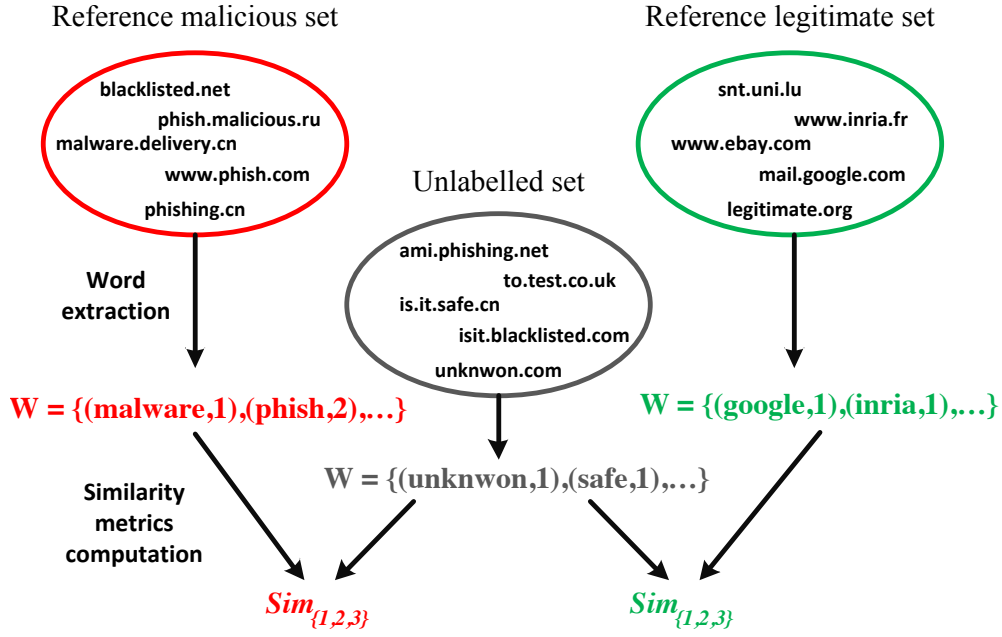 Reference malicious set
blacklisted.net
phish.malicious.ru
malware.delivery.cn
www.phish.com
phishing.cn
Reference legitimate set
snt.uni.lu
www.inria.fr
www.ebay.com
mail.google.com
legitimate.org
Unlabelled set
ami.phishing.net
to.test.co.uk
is.it.safe.cn
isit.blacklisted.com
unknwon.com
Word
extraction
W = {(malware,1),(phish,2),…}
W = {(google,1),(inria,1),…}
W = {(unknwon,1),(safe,1),…}
Similarity
metrics
computation
Sim{1,2,3}
Sim{1,2,3}